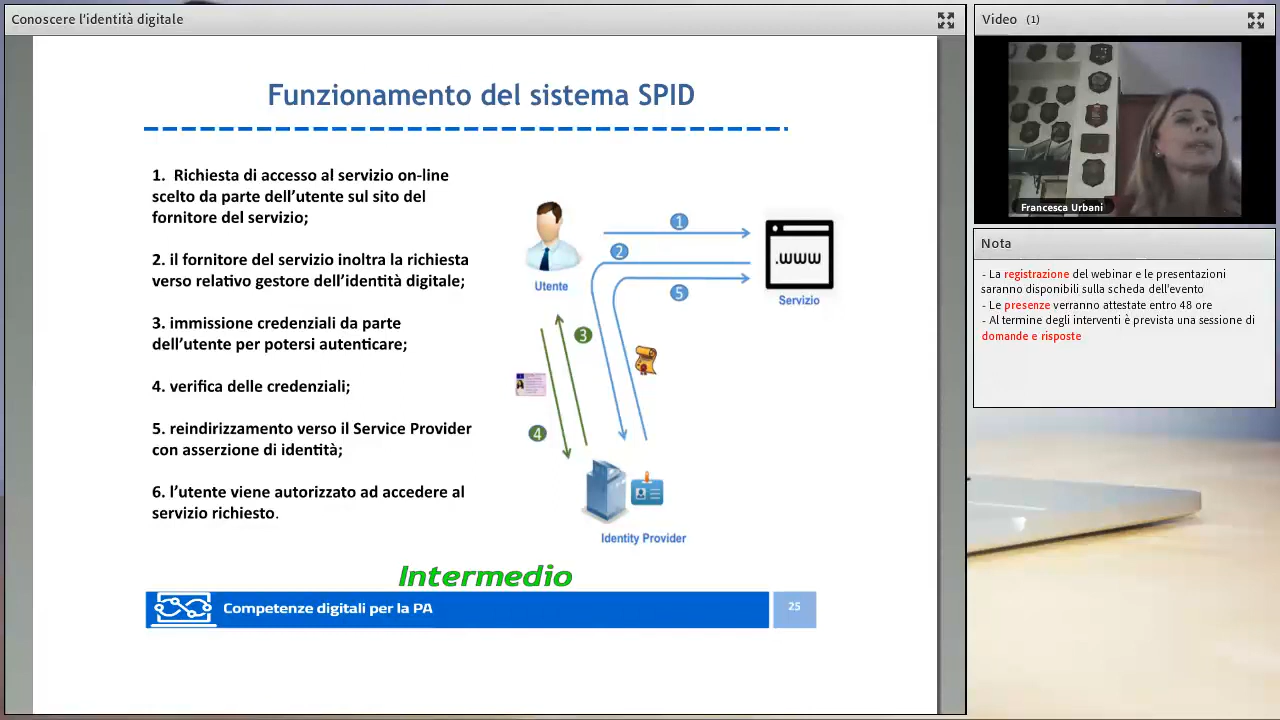 Conoscere l'identità digitale
Funzionamento del sistema SPID
1. Richiesta di accesso al servizio on-line
scelto da parte dell'utente sul sito del
fornitore del servizio;
2. il fornitore del servizio inoltra la richiesta
verso relativo gestore dell'identità digitale;
3. immissione credenziali da parte
dell'utente per potersi autenticare;
4. verifica delle credenziali;
5. reindirizzamento verso il Service Provider
con asserzione di identità;
6. l'utente viene autorizzato ad accedere al
servizio richiesto.
1
2
5
3
4
Utente
.www
Servizio
Identity Provider
Intermedio
Competenze digitali per la PA
25
Video (1)
Francesca Urbani
Nota
- La registrazione del webinar e le presentazioni
saranno disponibili sulla scheda dell'evento
- Le presenze verranno attestate entro 48 ore
- Al termine degli interventi è prevista una sessione di
domande e risposte